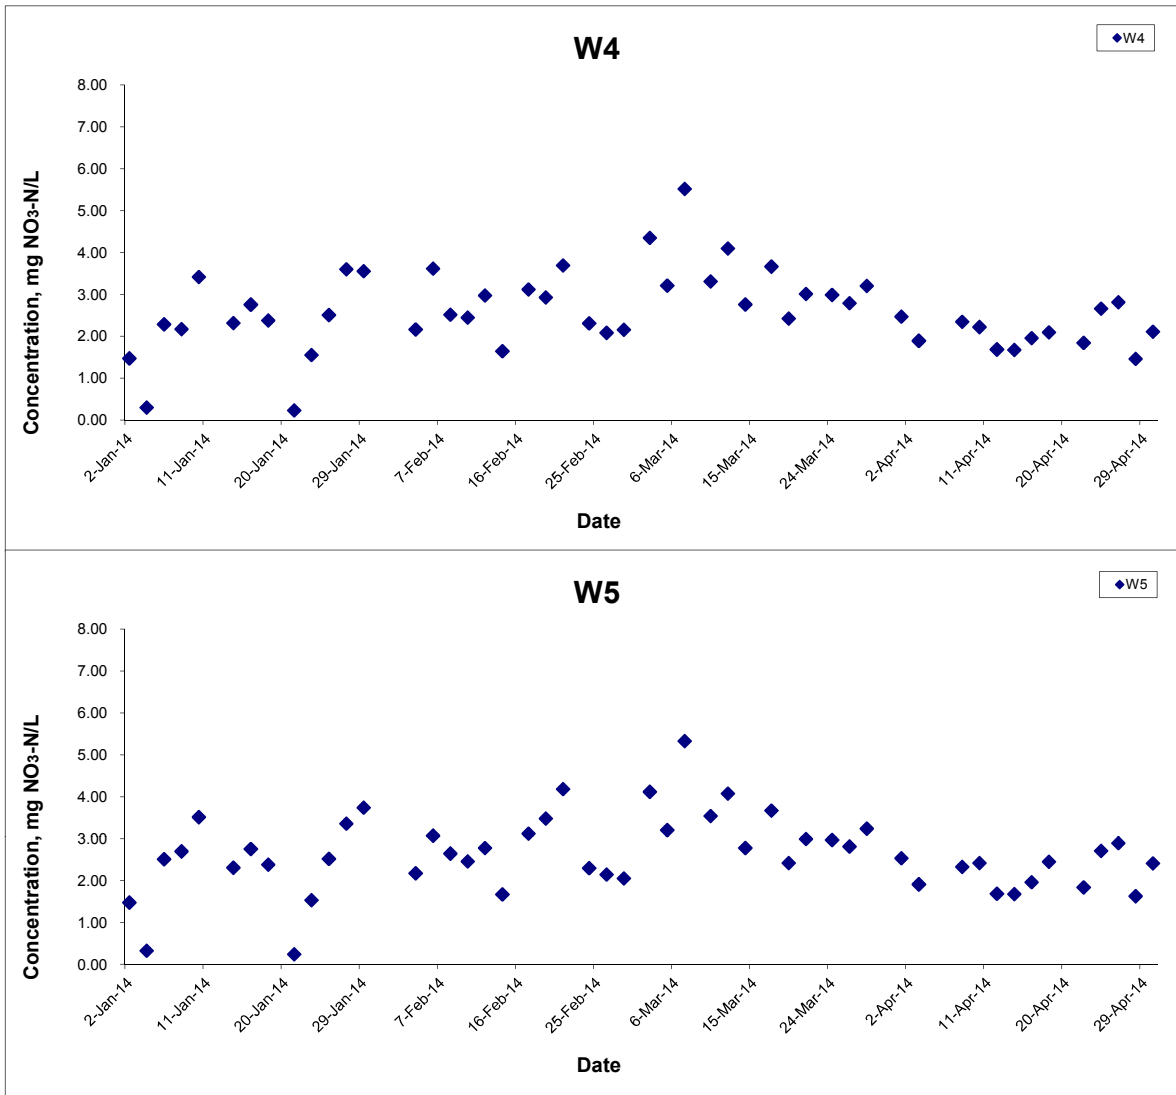 W4
W4
8.00
7.00
6.00
5.00
4.00
3.00
2.00
1.00
0.00
Concentration, mg NO3-N/L
2-Jan-14
11-Jan-14
20-Jan-14
29-Jan-14
7-Feb-14
16-Feb-14
25-Feb-14
6-Mar-14
15-Mar-14
24-Mar-14
2-Apr-14
11-Apr-14
20-Apr-14
29-Apr-14
Date
W5
W5
8.00
7.00
6.00
5.00
4.00
3.00
2.00
1.00
0.00
Concentration, mg NO3-N/L
2-Jan-14
11-Jan-14
20-Jan-14
29-Jan-14
7-Feb-14
16-Feb-14
25-Feb-14
6-Mar-14
15-Mar-14
24-Mar-14
2-Apr-14
11-Apr-14
20-Apr-14
29-Apr-14
Date